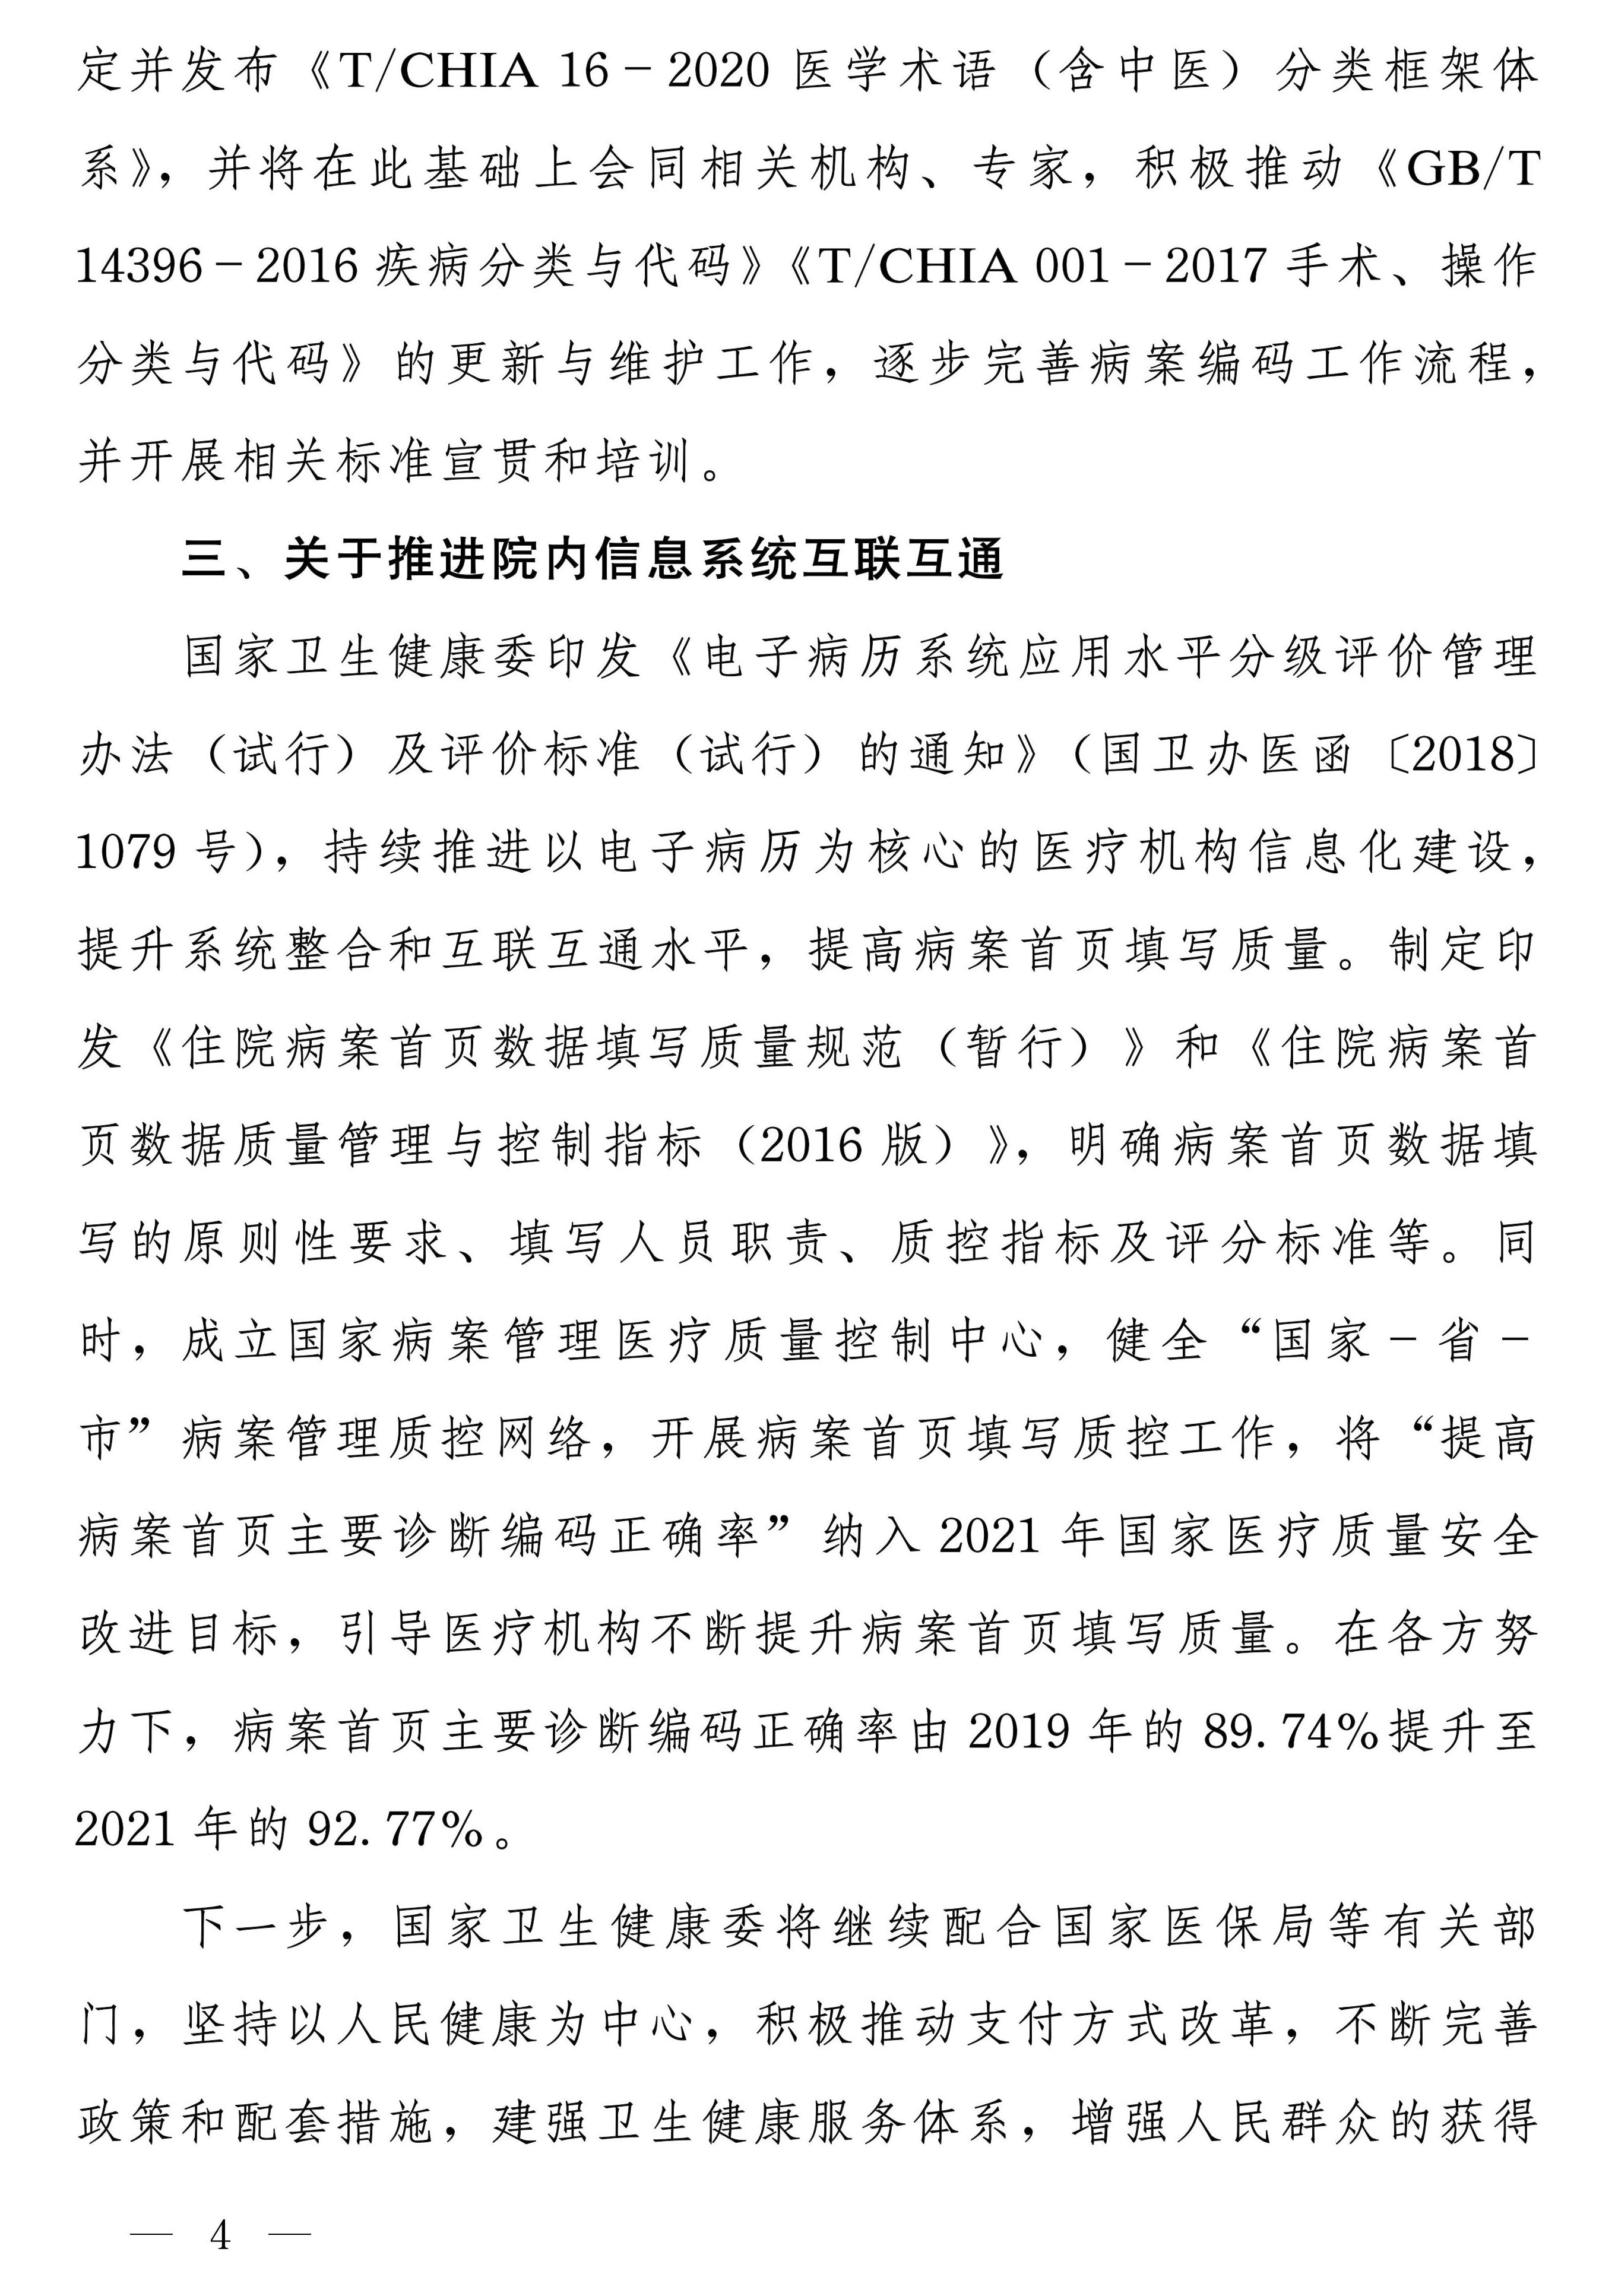 定并发布《T/CHIA 16-2020 医学术语（含中医）分类框架体
系》，并将在此基础上会同相关机构、专家，积极推动《GB/T
14396-2016 疾病分类与代码》《T/CHIA 001-2017 手术、操作
分类与代码》的更新与维护工作，逐步完善病案编码工作流程，
并开展相关标准宣贯和培训。
三、关于推进院内信息系统互联互通
国家卫生健康委印发《电子病历系统应用水平分级评价管理
办法（试行）及评价标准（试行）的通知》（国卫办医函〔2018〕
1079 号），持续推进以电子病历为核心的医疗机构信息化建设，
提升系统整合和互联互通水平，提高病案首页填写质量。制定印
发《住院病案首页数据填写质量规范（暂行）》和《住院病案首
页数据质量管理与控制指标（2016 版）》，明确病案首页数据填
写的原则性要求、填写人员职责、质控指标及评分标准等。同
时，成立国家病案管理医疗质量控制中心，健全“国家-省-
市”病案管理质控网络，开展病案首页填写质控工作，将“提高
病案首页主要诊断编码正确率”纳入 2021 年国家医疗质量安全
改进目标，引导医疗机构不断提升病案首页填写质量。在各方努
力下，病案首页主要诊断编码正确率由 2019 年的 89.74%提升至
2021 年的 92.77%。
下一步，国家卫生健康委将继续配合国家医保局等有关部
门，坚持以人民健康为中心，积极推动支付方式改革，不断完善
政策和配套措施，建强卫生健康服务体系，增强人民群众的获得
— 4 —